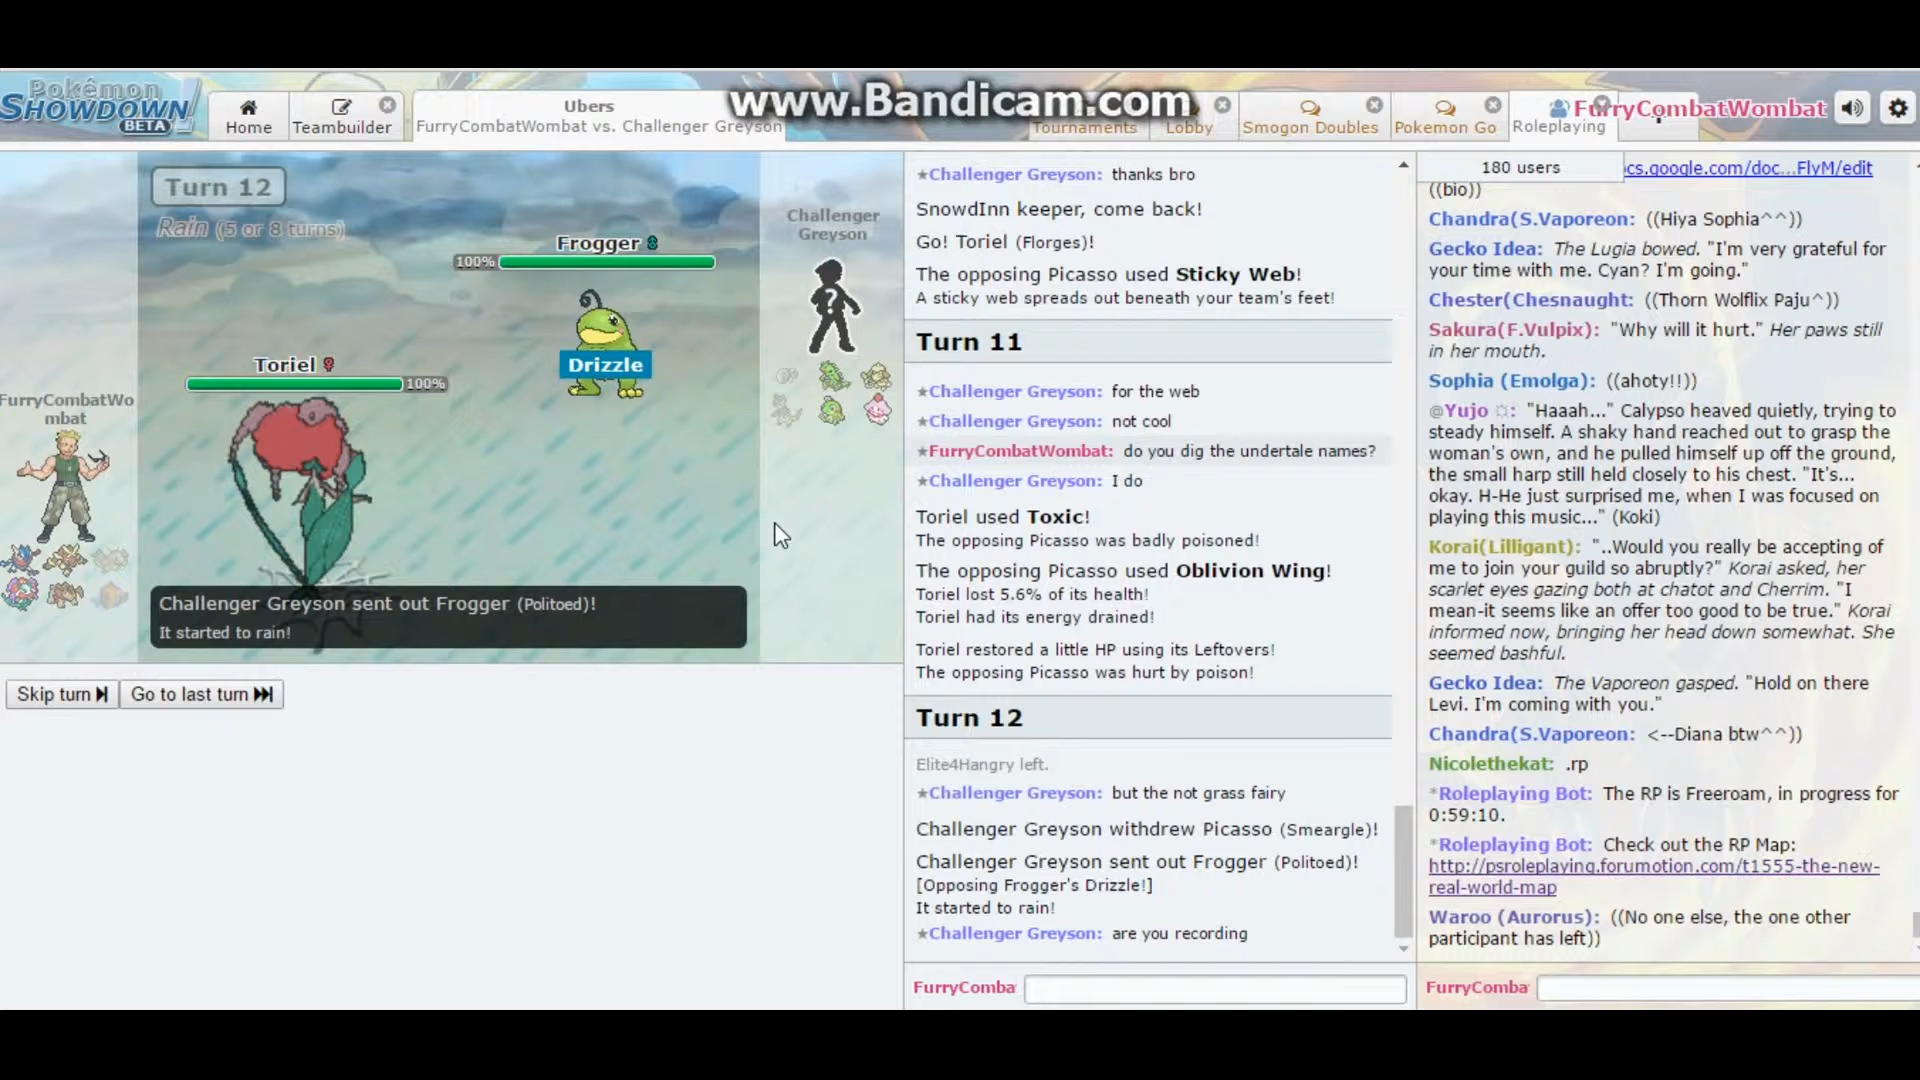 www.Bandicam.com
Pokémon
SHOWDOWN!
BETA
Home
Teambuilder
Ubers
FurryCombatWombat vs. Challenger Greyson
Tournaments
Lobby
Smogon Doubles
Pokemon Go
Roleplaying
FurryCombatWombat
Turn 12
Rain (5 or 8 turns)
Frogger
100%
Drizzle
Toriel
100%
FurryCombatWo
mbat
Challenger
Greyson
Challenger Greyson sent out Frogger (Politoed)!
It started to rain!
Skip turn
Go to last turn
★Challenger Greyson: thanks bro
SnowdInn keeper, come back!
Go! Toriel (Florges)!
The opposing Picasso used Sticky Web!
A sticky web spreads out beneath your team's feet!
Turn 11
★Challenger Greyson: for the web
★Challenger Greyson: not cool
★FurryCombatWombat: do you dig the undertale names?
★Challenger Greyson: I do
Toriel used Toxic!
The opposing Picasso was badly poisoned!
The opposing Picasso used Oblivion Wing!
Toriel lost 5.6% of its health!
Toriel had its energy drained!
Toriel restored a little HP using its Leftovers!
The opposing Picasso was hurt by poison!
Turn 12
Elite4Hangry left.
★Challenger Greyson: but the not grass fairy
Challenger Greyson withdrew Picasso (Smeargle)!
Challenger Greyson sent out Frogger (Politoed)!
[Opposing Frogger's Drizzle!]
It started to rain!
★Challenger Greyson: are you recording
FurryComba
180 users
cs.google.com/doc...FlvM/edit
((bio))
Chandra(S.Vaporeon: ((Hiya Sophia^^))
Gecko Idea: The Lugia bowed. "I'm very grateful for
your time with me. Cyan? I'm going."
Chester(Chesnaught: ((Thorn Wolflix Paju^))
Sakura(F.Vulpix): "Why will it hurt." Her paws still
in her mouth.
Sophia (Emolga): ((ahoty!!))
@Yujo ☼: "Haaah..." Calypso heaved quietly, trying to
steady himself. A shaky hand reached out to grasp the
woman's own, and he pulled himself up off the ground,
the small harp still held closely to his chest. "It's...
okay. H-He just surprised me, when I was focused on
playing this music..." (Koki)
Korai(Lilligant): "..Would you really be accepting of
me to join your guild so abruptly?" Korai asked, her
scarlet eyes gazing both at chatot and Cherrim. "I
mean-it seems like an offer too good to be true." Korai
informed now, bringing her head down somewhat. She
seemed bashful.
Gecko Idea: The Vaporeon gasped. "Hold on there
Levi. I'm coming with you."
Chandra(S.Vaporeon: <--Diana btw^^))
Nicolethekat: .rp
*Roleplaying Bot: The RP is Freeroam, in progress for
0:59:10.
*Roleplaying Bot: Check out the RP Map:
http://psroleplaying.forumotion.com/t1555-the-new-
real-world-map
Waroo (Aurorus): ((No one else, the one other
participant has left))
FurryComba